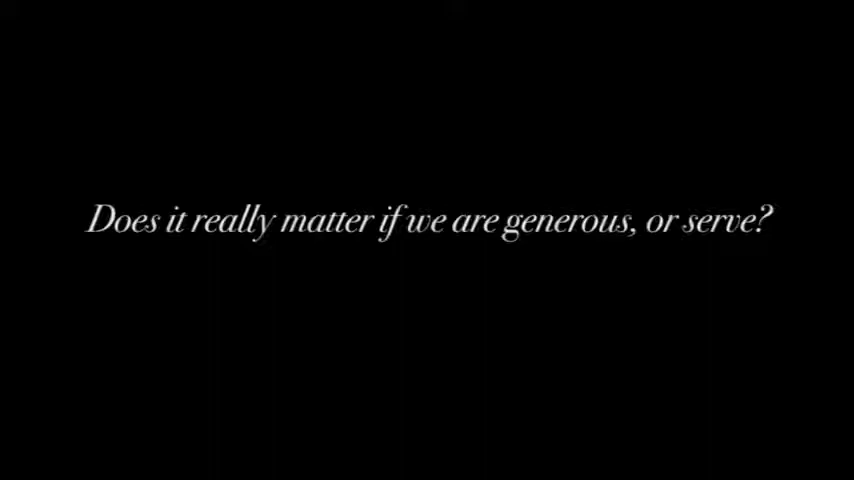 Does it really matter if we are generous, or serve?